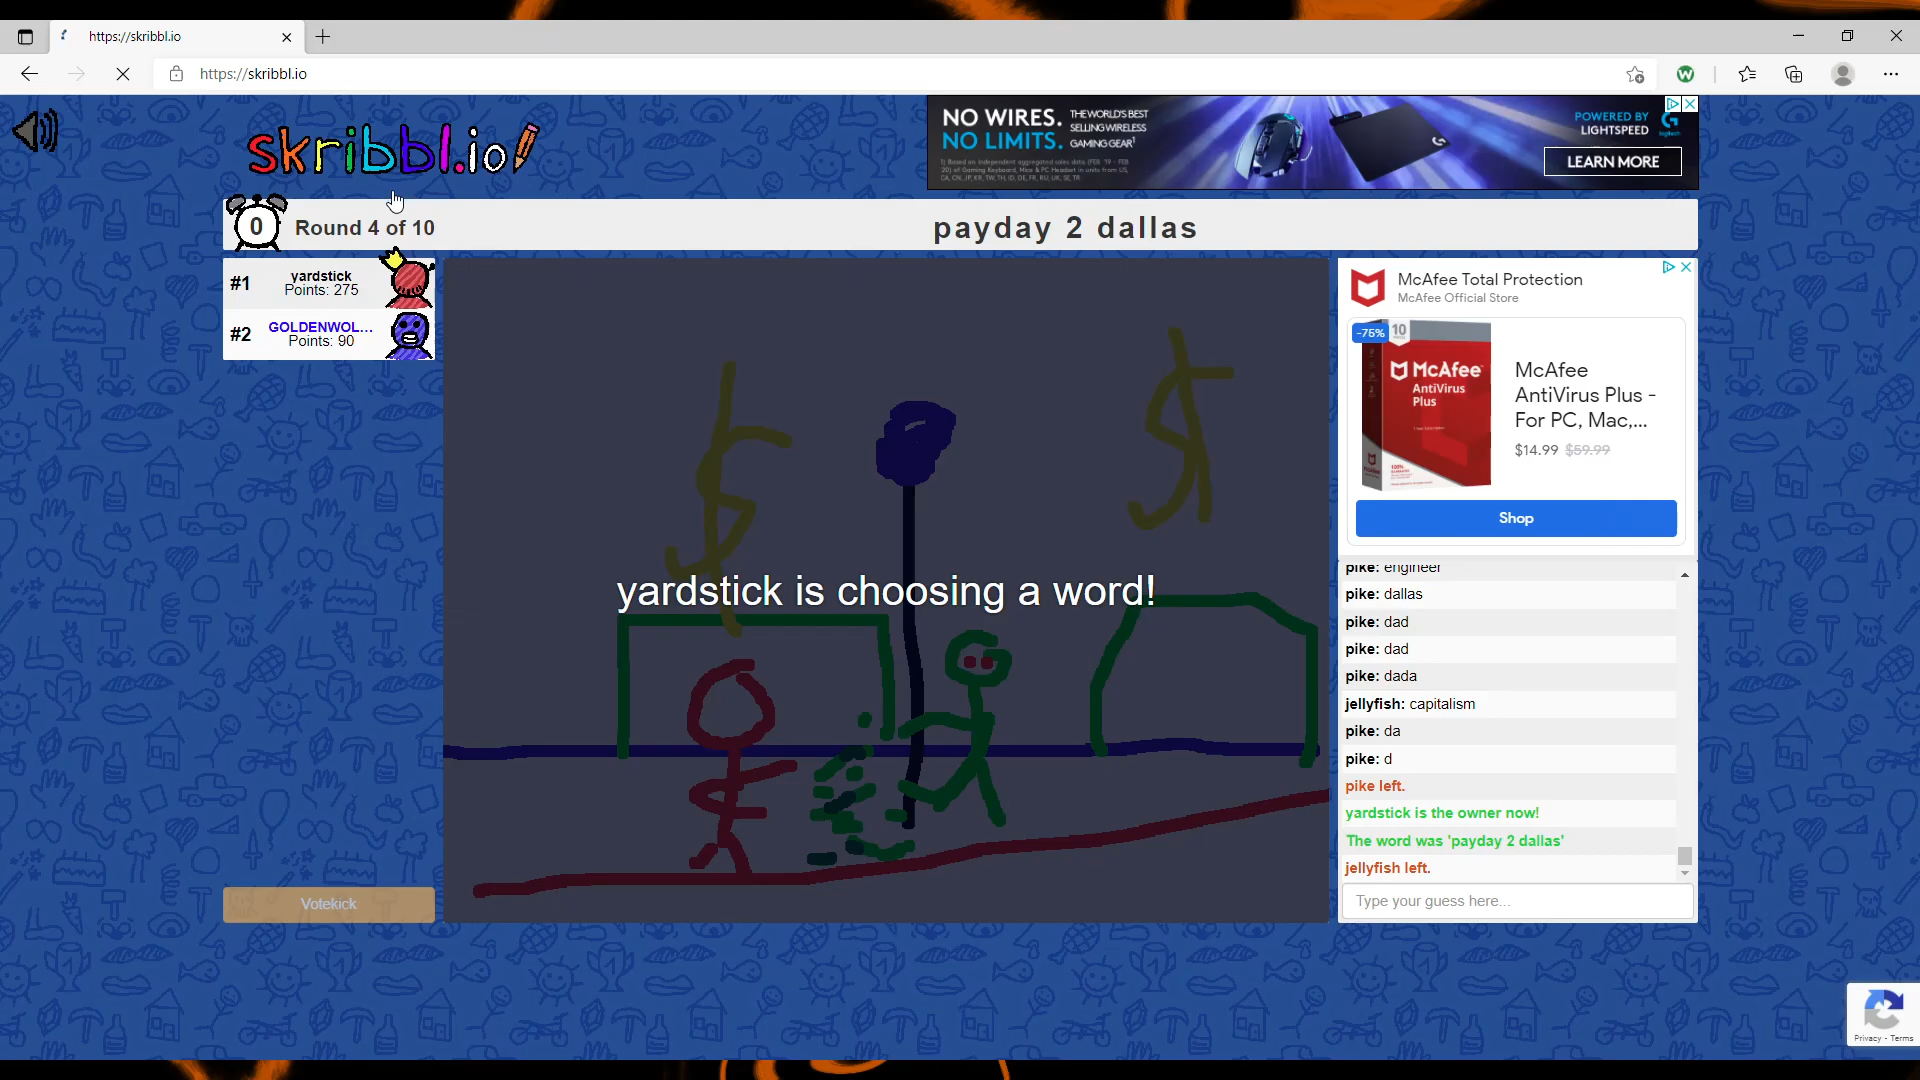 https://skribbl.io
https://skribbl.io
skribbl.io
NO WIRES.
NO LIMITS.
THE WORLD'S BEST
SELLING WIRELESS
GAMING GEAR¹
POWERED BY
LIGHTSPEED
logitech
LEARN MORE
0
Round 4 of 10
payday 2 dallas
#1
yardstick
Points: 275
#2
GOLDENWOL...
Points: 90
yardstick is choosing a word!
Votekick
McAfee Total Protection
McAfee Official Store
-75%
10
McAfee
AntiVirus
Plus
McAfee
AntiVirus Plus -
For PC, Mac,...
$14.99 $59.99
Shop
pike: engineer
pike: dallas
pike: dad
pike: dad
pike: dada
jellyfish: capitalism
pike: da
pike: d
pike left.
yardstick is the owner now!
The word was 'payday 2 dallas'
jellyfish left.
Type your guess here...
Privacy - Terms